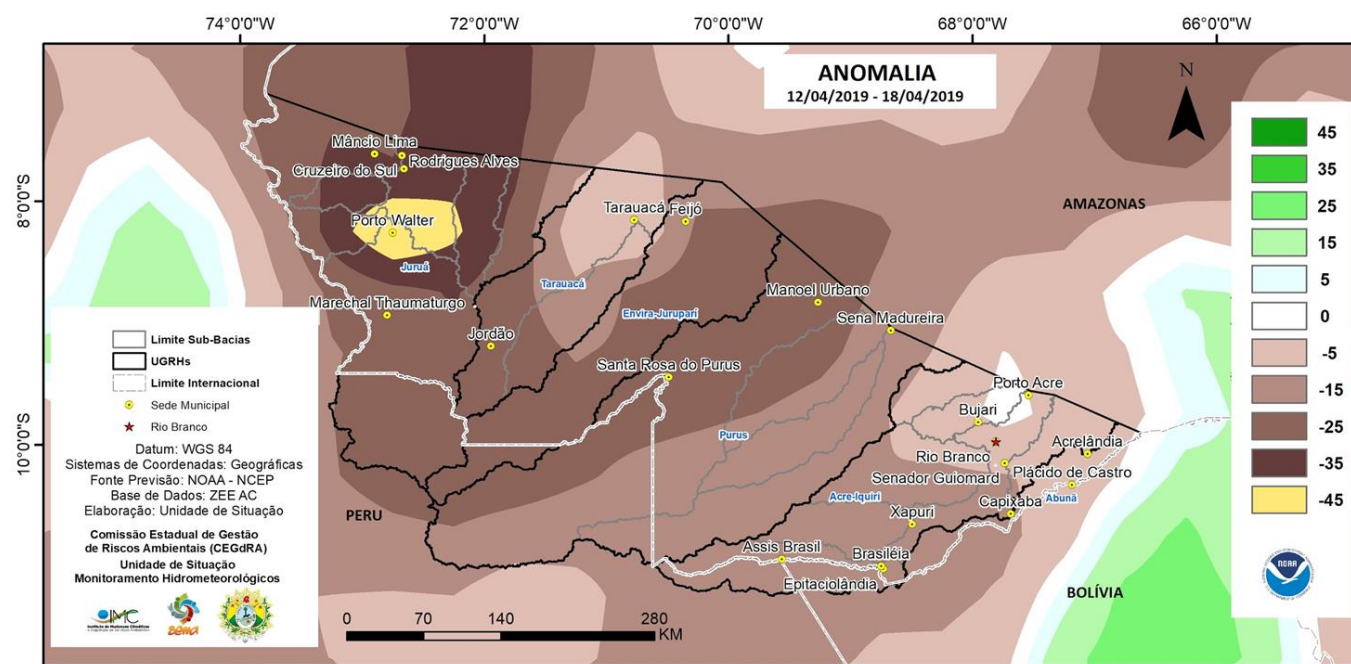 74°0'0"W
72°0'0"W
70°0'0"W
68°0'0"W
66°0'0"W
ANOMALIA
12/04/2019 - 18/04/2019
N
8°0'0"S
10°0'0"S
45
35
25
15
5
0
-5
-15
-25
-35
-45
Mâncio Lima
Rodrigues Alves
Cruzeiro do Sul
Porto Walter
Juruá
Marechal Thaumaturgo
Jordão
Tarauacá
Feijó
Tarauacá
Envira-Jurupari
Manoel Urbano
Sena Madureira
Santa Rosa do Purus
Purus
AMAZONAS
Porto Acre
Bujari
Rio Branco
Acrelândia
Senador Guiomard
Plácido de Castro
Abunã
Acre-Iquiri
Capixaba
Xapuri
Assis Brasil
Brasiléia
Epitaciolândia
PERU
BOLÍVIA
Limite Sub-Bacias
UGRHs
Limite Internacional
Sede Municipal
Rio Branco
Datum: WGS 84
Sistemas de Coordenadas: Geográficas
Fonte Previsão: NOAA - NCEP
Base de Dados: ZEE AC
Elaboração: Unidade de Situação
Comissão Estadual de Gestão
de Riscos Ambientais (CEGdRA)
Unidade de Situação
Monitoramento Hidrometeorológicos
IMC
sema
0 70 140 280
KM
NOAA